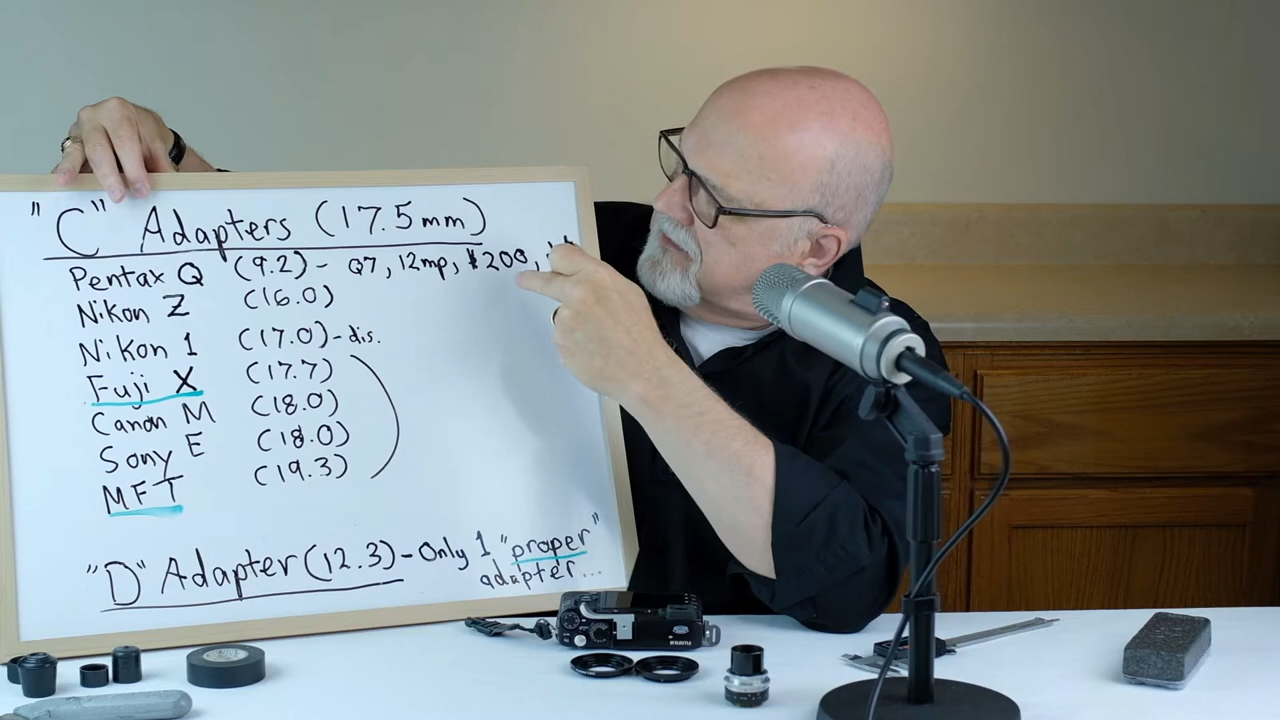 "C" Adapters (17.5mm)
Pentax Q (9.2) - Q7, 12mp, $200,
Nikon Z (16.0)
Nikon 1 (17.0) - dis.
Fuji X (17.7)
Canon M (18.0)
Sony E (18.0)
MFT (19.3)
"D" Adapter (12.3) - Only 1 "proper"
adapter...
FUJIFILM